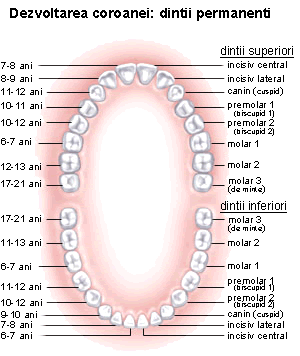 Dezvoltarea coroanei: dintii permanenti
dintii superiori
7-8 ani incisiv central
8-9 ani incisiv lateral
11-12 ani canin (cuspid)
10-11 ani premolar 1
(biscupid 1)
10-12 ani premolar 2
(biscupid 2)
6-7 ani molar 1
12-13 ani molar 2
17-21 ani molar 3
(de minte)
dintii inferiori
17-21 ani molar 3
(de minte)
11-13 ani molar 2
6-7 ani molar 1
11-12 ani premolar 1
(biscupid 1)
10-12 ani premolar 2
(biscupid 2)
9-10 ani canin (cuspid)
7-8 ani incisiv lateral
6-7 ani incisiv central